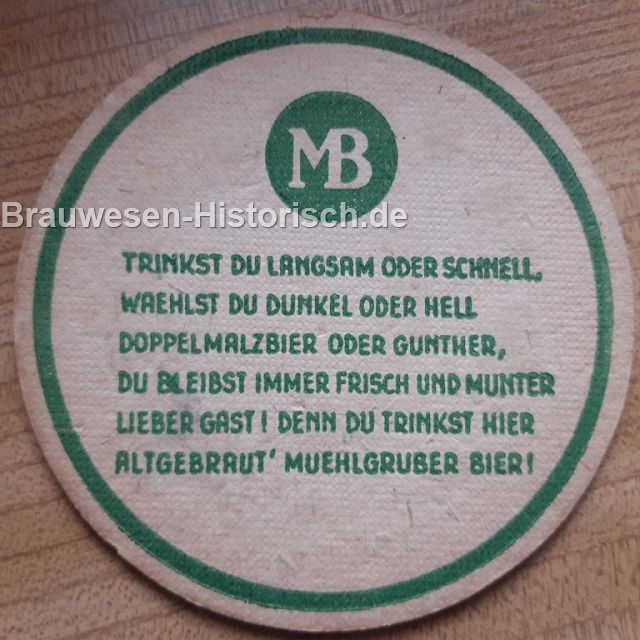 MB
Brauwesen-Historisch.de
TRINKST DU LANGSAM ODER SCHNELL,
WAEHLST DU DUNKEL ODER HELL
DOPPELMALZBIER ODER GUNTHER,
DU BLEIBST IMMER FRISCH UND MUNTER
LIEBER GAST! DENN DU TRINKST HIER
ALTGEBRAUT' MUEHLGRUBER BIER!